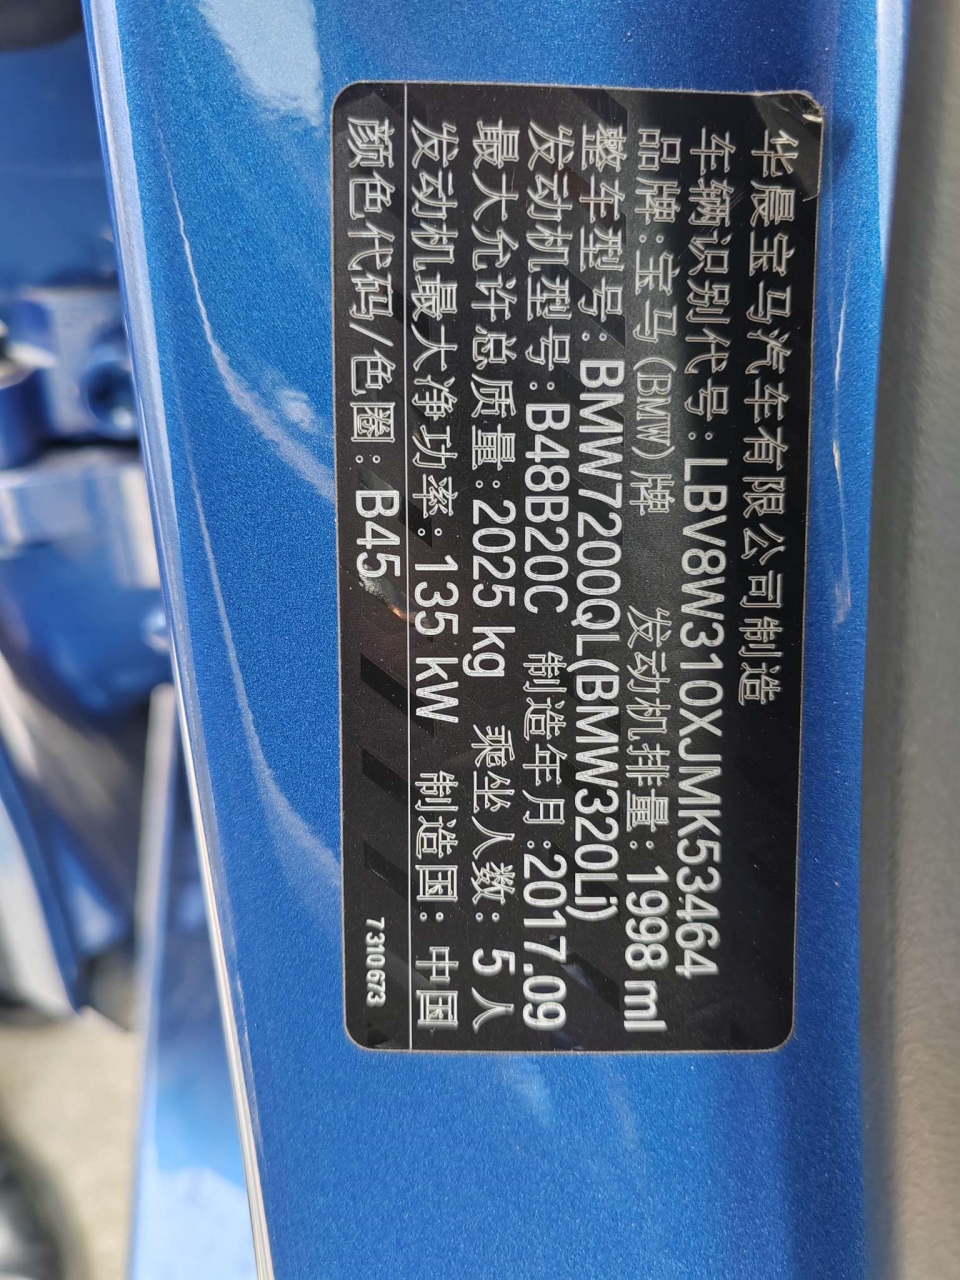 华晨宝马汽车有限公司制造
车辆识别代号:LBV8W310XJMK53464
品牌:宝马(BMW)牌 发动机排量:1998 ml
整车型号:BMW7200QL(BMW320Li)
发动机型号:B48B20C 制造年月:2017.09
最大允许总质量:2025 kg 乘坐人数:5人
发动机最大净功率:135 kW 制造国:中国
颜色代码/色圈:B45 7 310 673